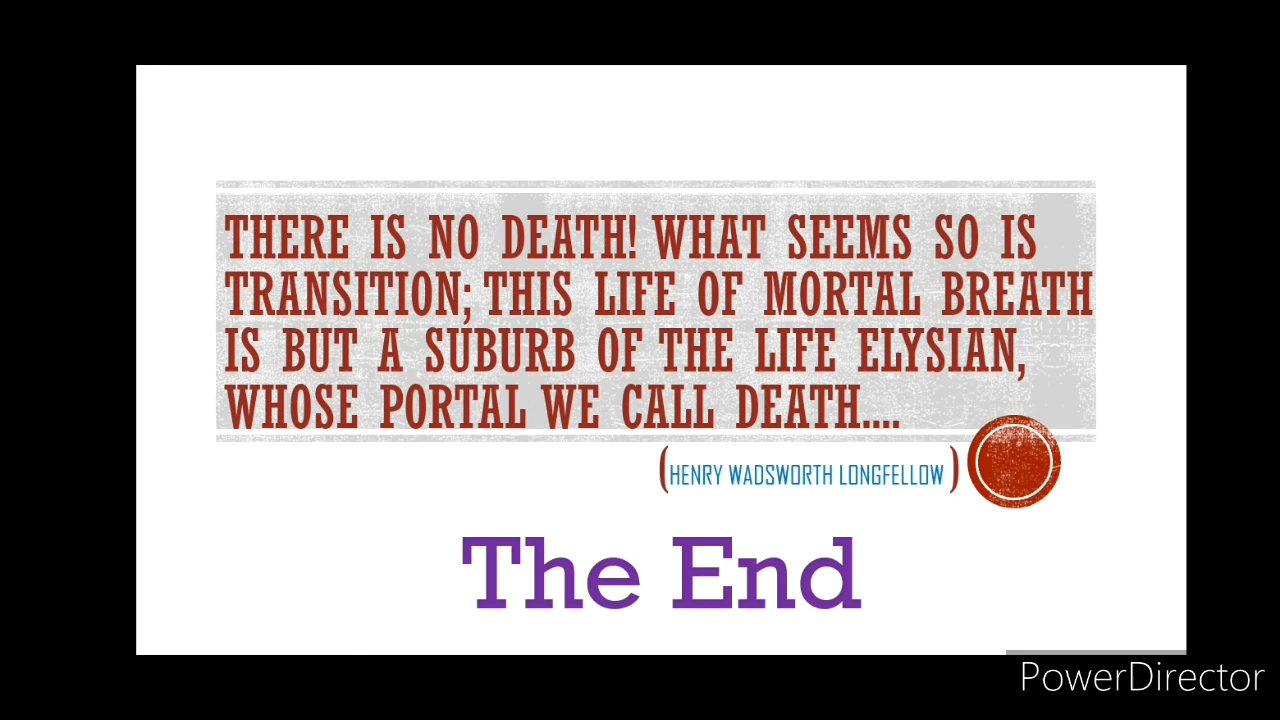 THERE IS NO DEATH! WHAT SEEMS SO IS
TRANSITION; THIS LIFE OF MORTAL BREATH
IS BUT A SUBURB OF THE LIFE ELYSIAN,
WHOSE PORTAL WE CALL DEATH....
(HENRY WADSWORTH LONGFELLOW )
The End
PowerDirector